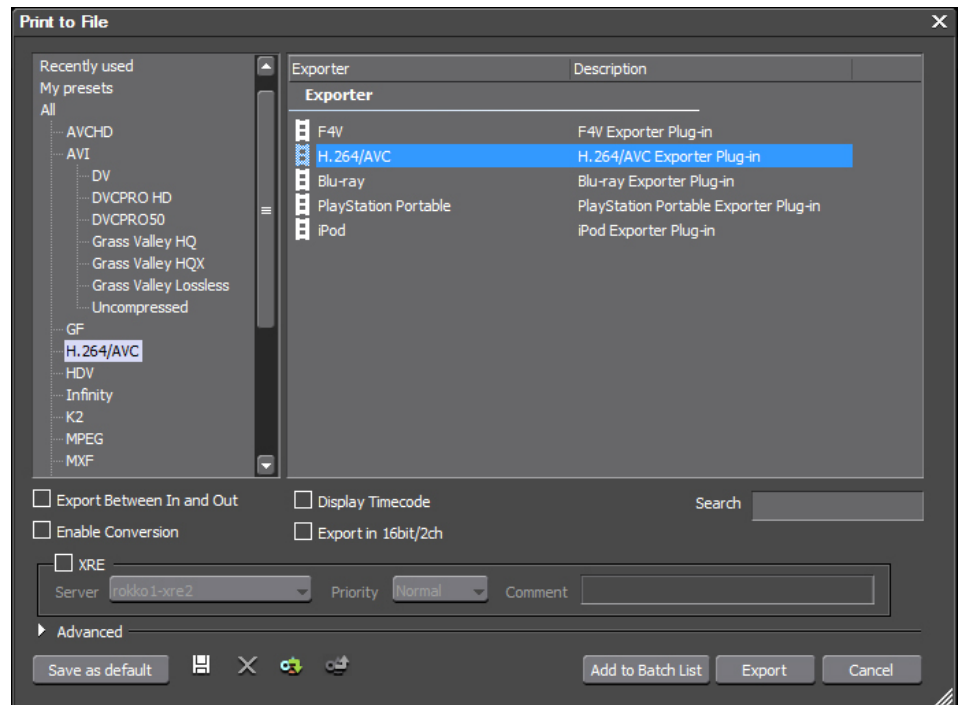 Print to File
Recently used
My presets
All
AVCHD
AVI
DV
DVCPRO HD
DVCPRO50
Grass Valley HQ
Grass Valley HQX
Grass Valley Lossless
Uncompressed
GF
H.264/AVC
HDV
Infinity
K2
MPEG
MXF
Exporter Description
Exporter
F4V F4V Exporter Plug-in
H.264/AVC H.264/AVC Exporter Plug-in
Blu-ray Blu-ray Exporter Plug-in
PlayStation Portable PlayStation Portable Exporter Plug-in
iPod iPod Exporter Plug-in
Export Between In and Out Display Timecode Search
Enable Conversion Export in 16bit/2ch
XRE
Server rokko1-xre2 Priority Normal Comment
Advanced
Save as default Add to Batch List Export Cancel